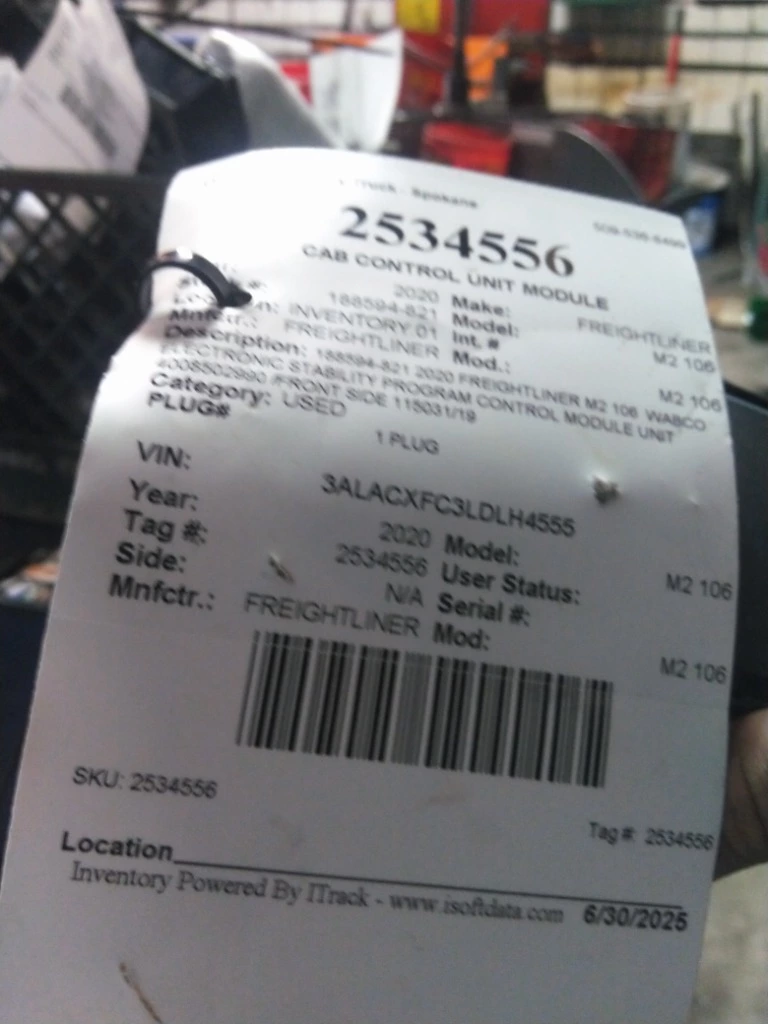 Truck - Spokane
2534556
CAB CONTROL UNIT MODULE
2020 Make: FREIGHTLINER
188594-821 Model: M2 106
Location: INVENTORY 01 Int. #
Mnfctr.: FREIGHTLINER Mod.: M2 106
Description: 188594-821 2020 FREIGHTLINER M2 106 WABCO
ELECTRONIC STABILITY PROGRAM CONTROL MODULE UNIT
4008502990 /FRONT SIDE 115031/19
Category: USED
PLUG# 1 PLUG
VIN: 3ALACXFC3LDLH4555
Year: 2020 Model: M2 106
Tag #: 2534556 User Status:
Side: N/A Serial #:
Mnfctr.: FREIGHTLINER Mod: M2 106
SKU: 2534556
Tag #: 2534556
Location
Inventory Powered By ITrack - www.isoftdata.com 6/30/2025